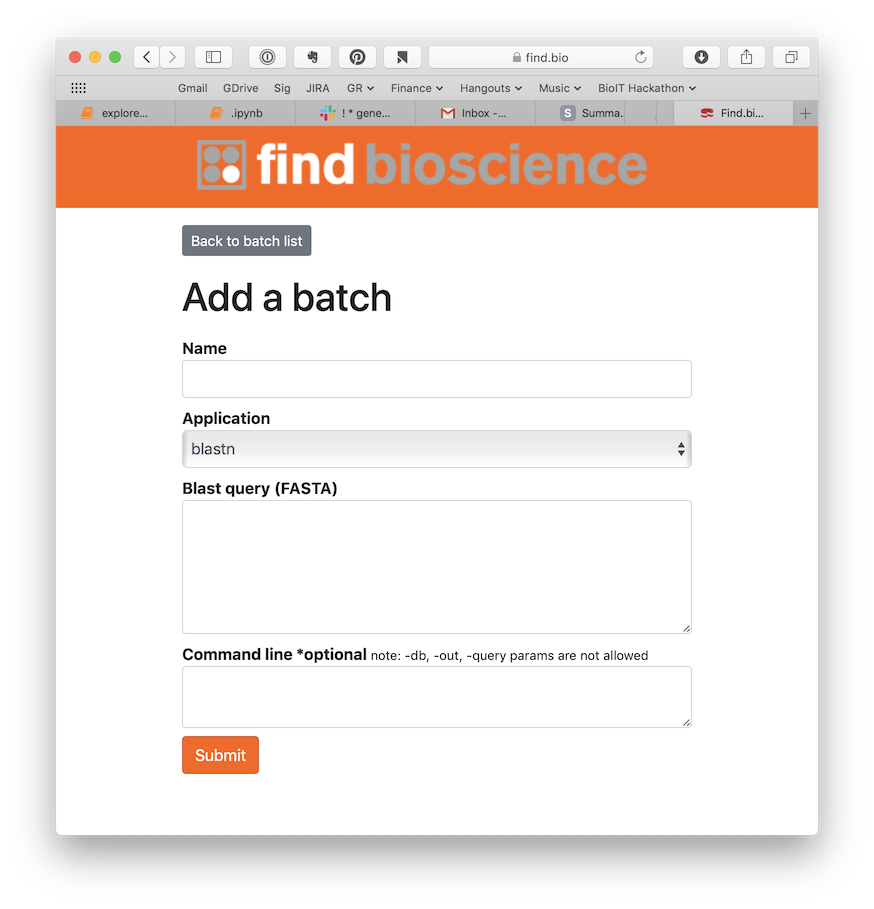 find.bio
Gmail GDrive Sig JIRA GR Finance Hangouts Music BioIT Hackathon
explore... .ipynb ! * gene... Inbox -... S Summa. Find.bi...
find bioscience
Back to batch list
Add a batch
Name
Application
blastn
Blast query (FASTA)
Command line *optional note: -db, -out, -query params are not allowed
Submit